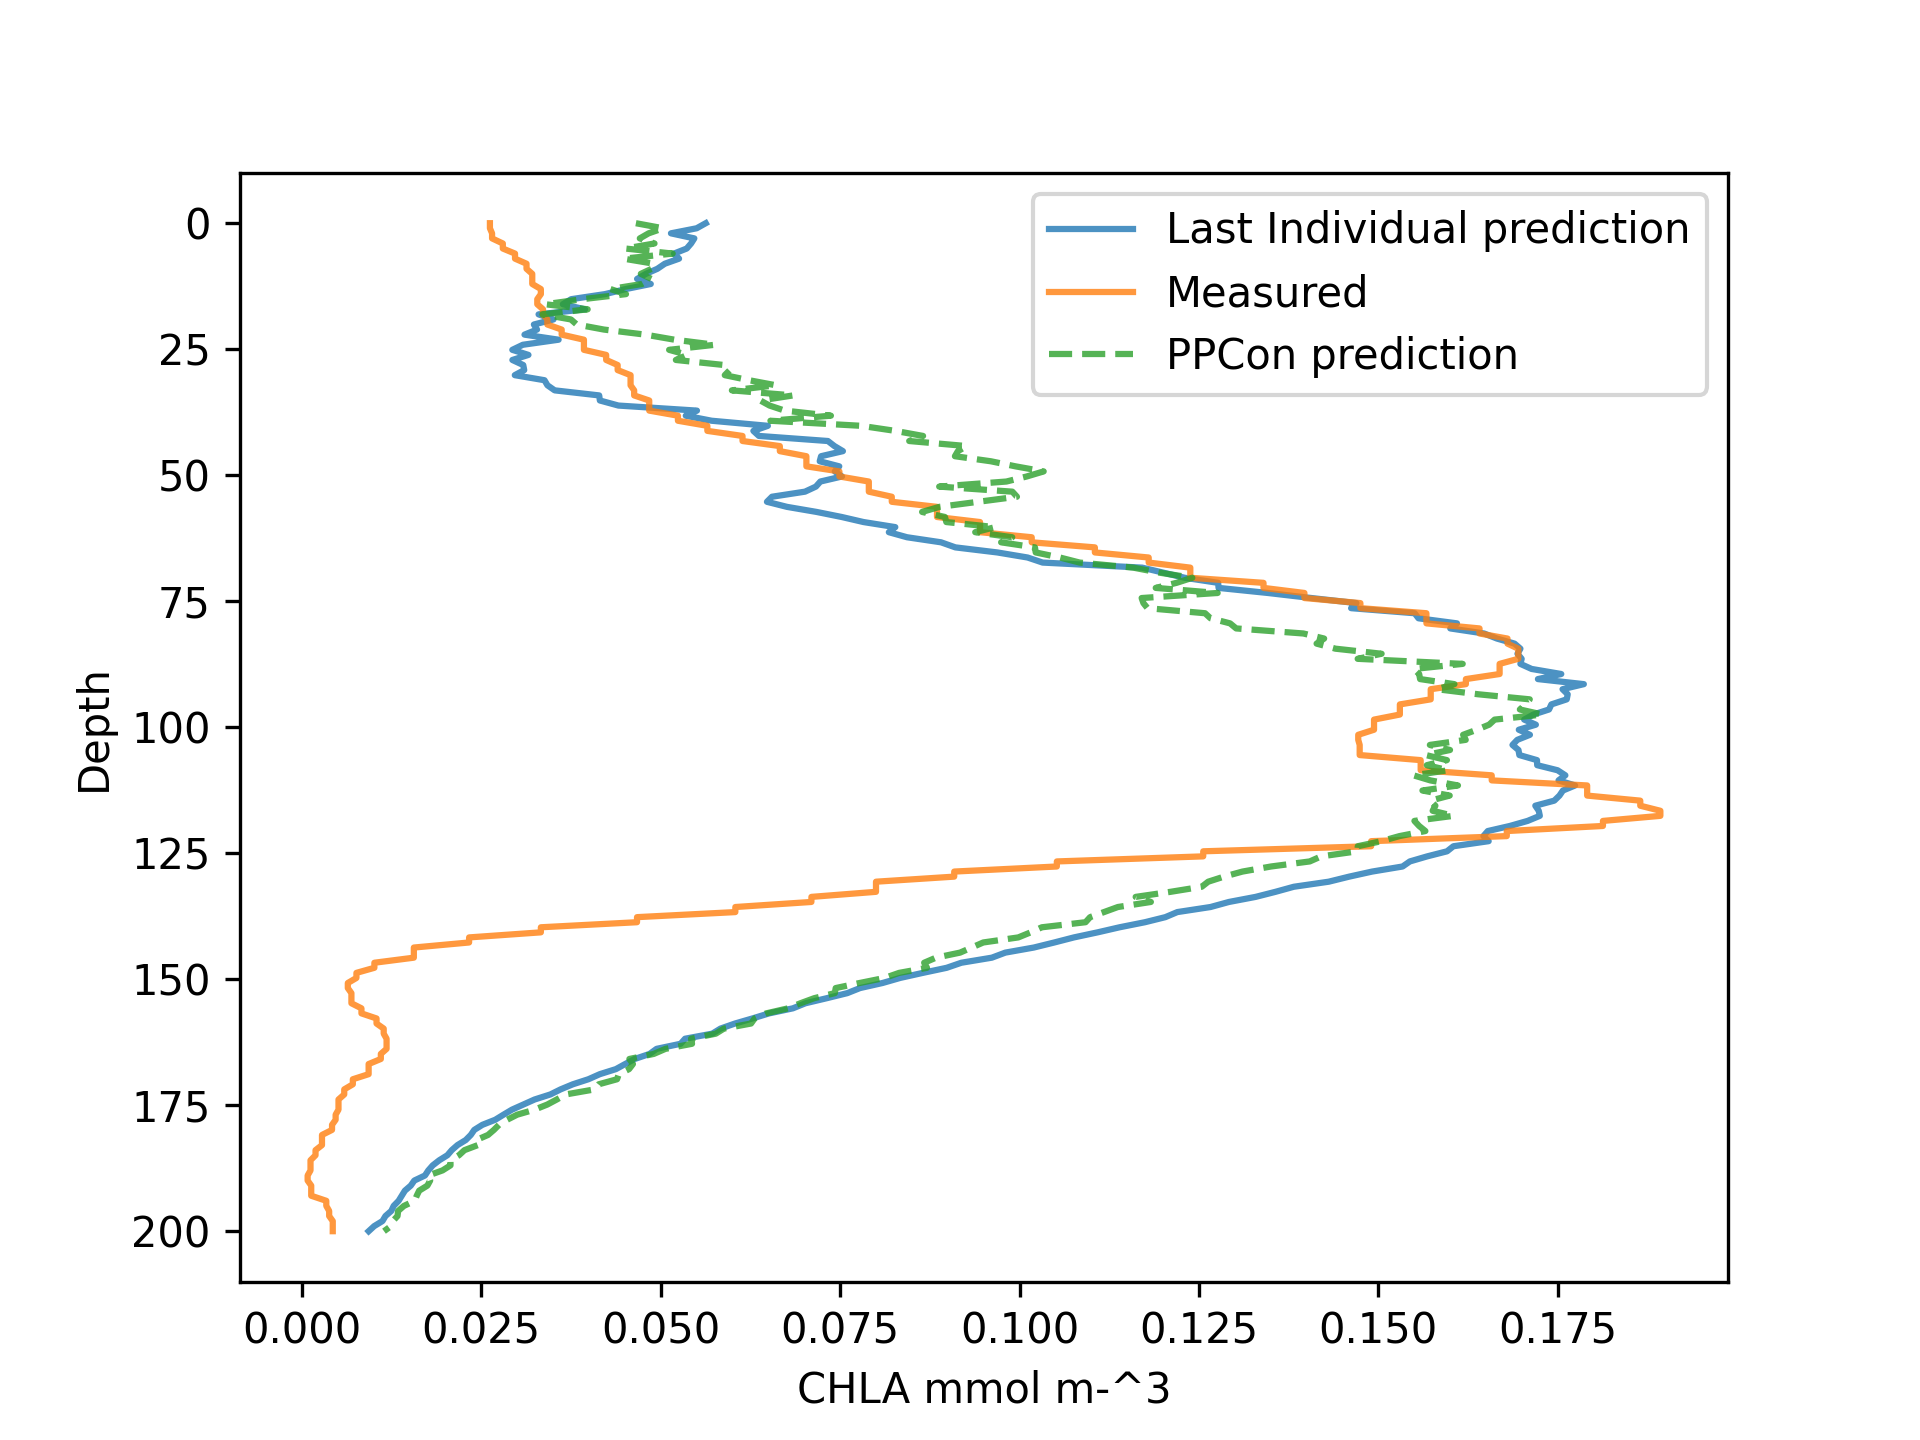 Last Individual prediction
Measured
PPCon prediction
0
25
50
75
100
125
150
175
200
Depth
0.000 0.025 0.050 0.075 0.100 0.125 0.150 0.175
CHLA mmol m-^3